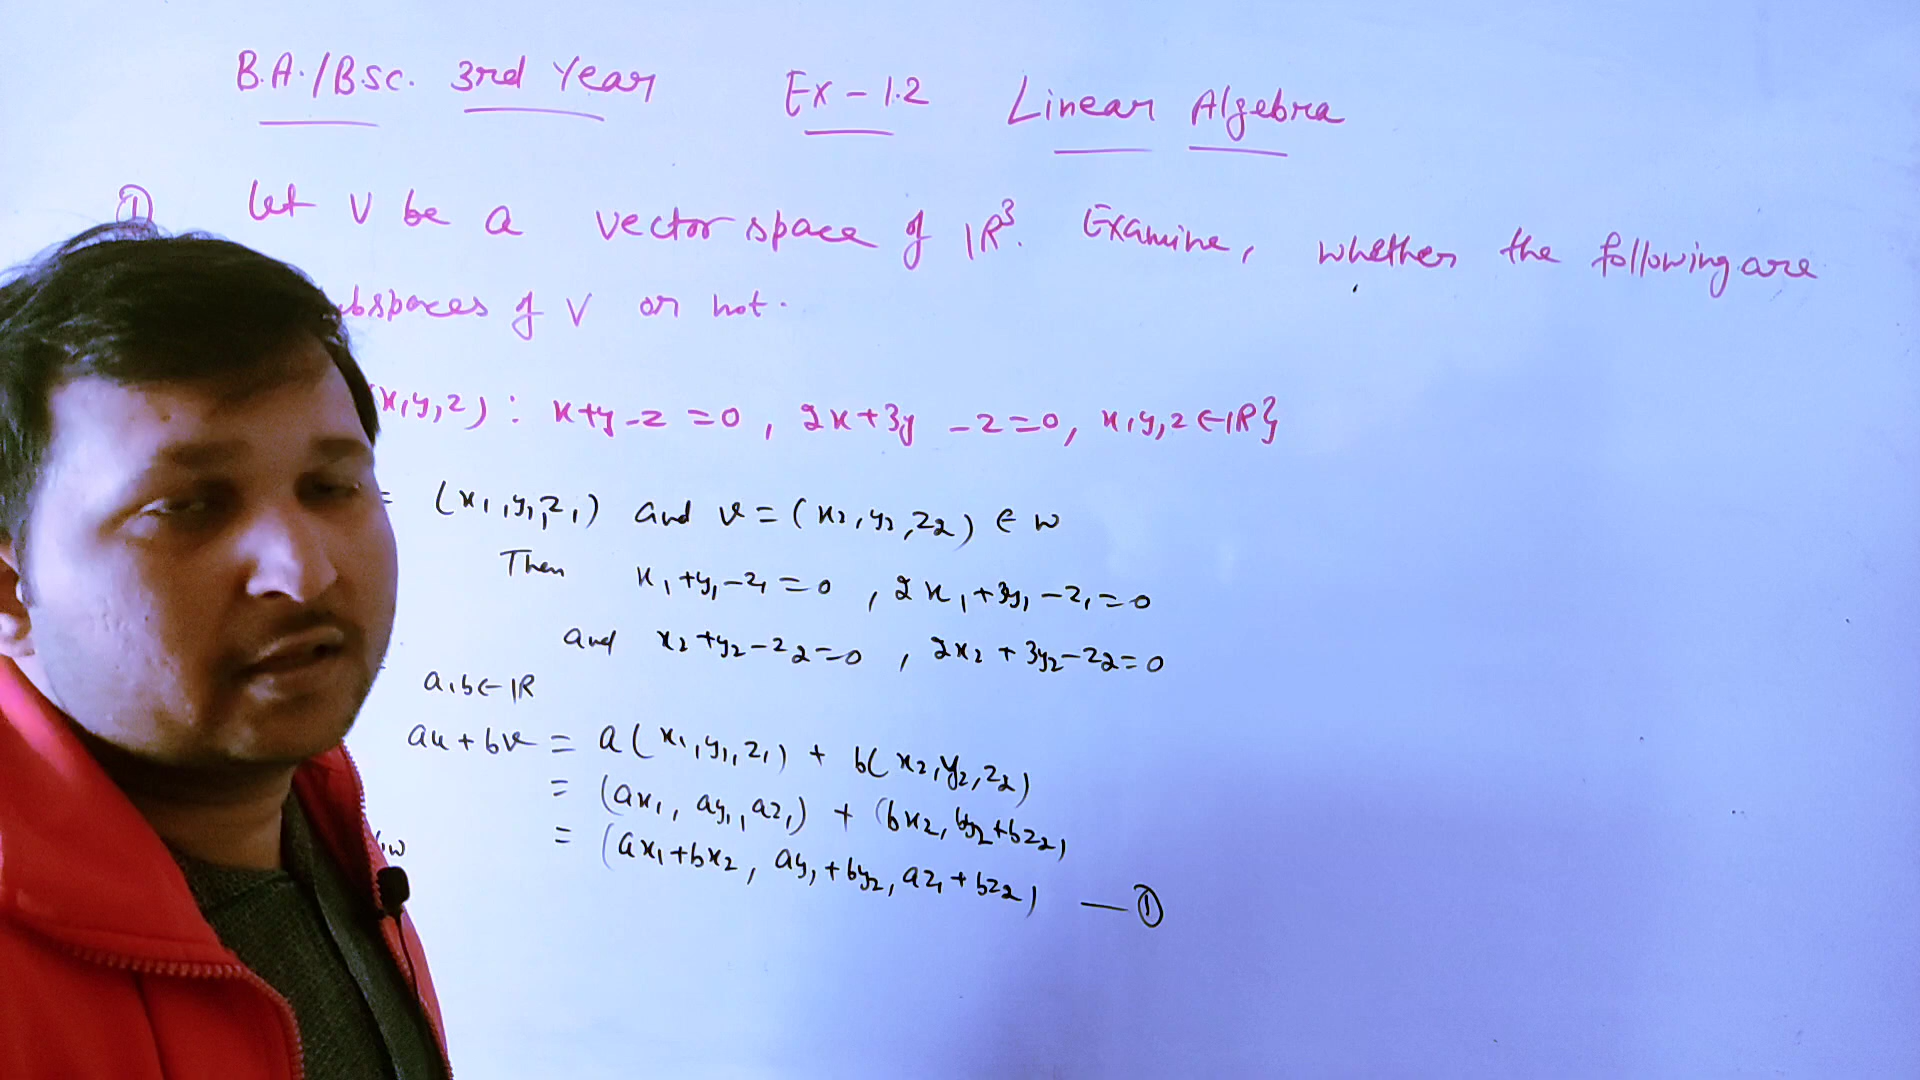 B.A./B.Sc. 3rd Year Ex - 1.2 Linear Algebra
① Let V be a vector space of IR³. Examine, whether the following are
ubspaces of V or not.
(x,y,z) : x+y-z =0, 2x+3y -z=0, x,y,z ∈ IR}
= (x₁,y₁,z₁) and v = (x₂,y₂,z₂) ∈ W
Then x₁+y₁-z₁ = 0 , 2x₁+3y₁-z₁=0
and x₂+y₂-z₂=0 , 2x₂+3y₂-z₂=0
a,b∈ IR
au+bv = a(x₁,y₁,z₁) + b(x₂,y₂,z₂)
= (ax₁, ay₁,az₁) + (bx₂, by₂+bz₂)
= (ax₁+bx₂, ay₁+by₂, az₁+bz₂) — ①